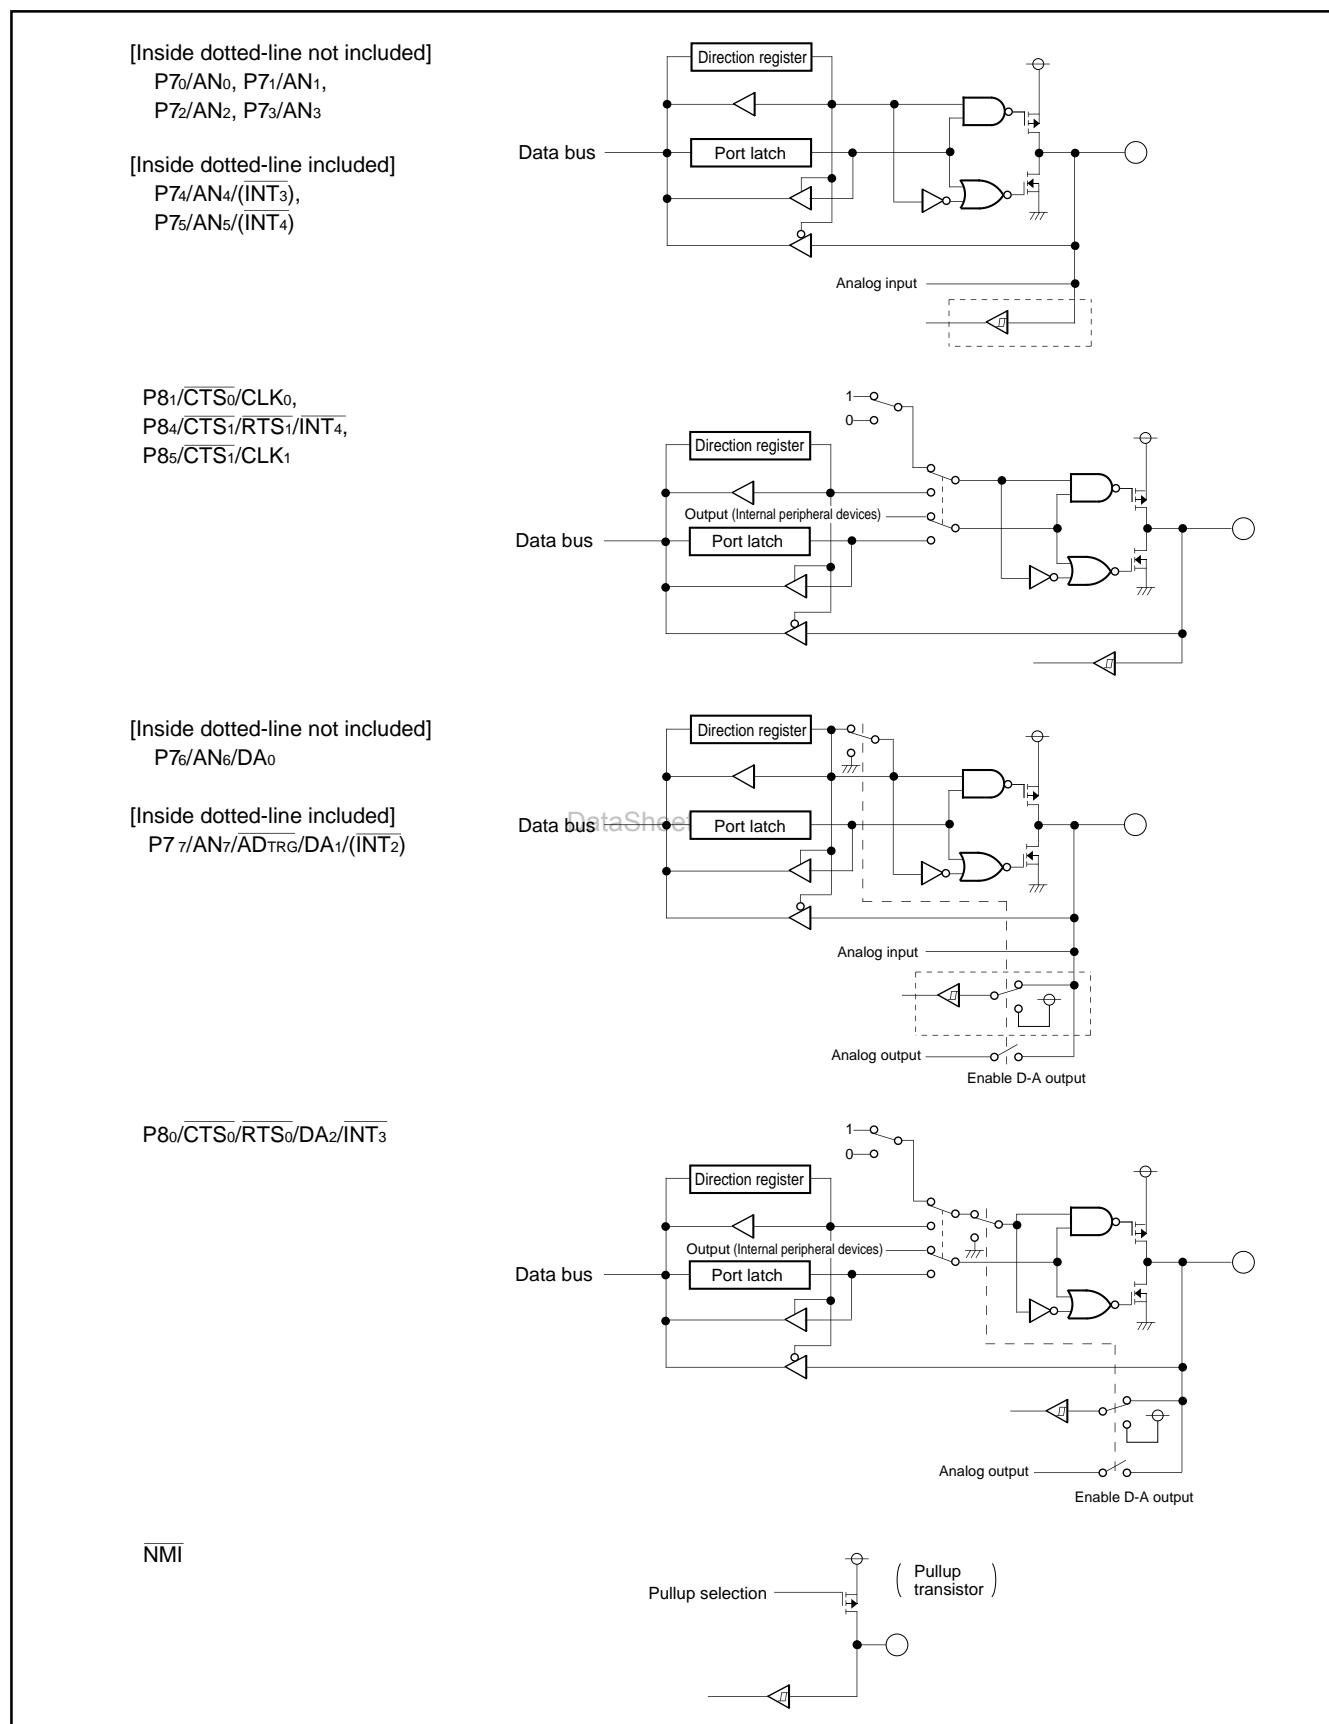 [Inside dotted-line not included]
P70/AN0, P71/AN1,
P72/AN2, P73/AN3
[Inside dotted-line included]
P74/AN4/(INT3),
P75/AN5/(INT4)
Direction register
Data bus
Port latch
Analog input
P81/CTS0/CLK0,
P84/CTS1/RTS1/INT4,
P85/CTS1/CLK1
1
0
Direction register
Output (Internal peripheral devices)
Data bus
Port latch
[Inside dotted-line not included]
P76/AN6/DA0
[Inside dotted-line included]
P77/AN7/ADTRG/DA1/(INT2)
Direction register
DataSheet
Data bus
Port latch
Analog input
Analog output
Enable D-A output
P80/CTS0/RTS0/DA2/INT3
1
0
Direction register
Output (Internal peripheral devices)
Data bus
Port latch
Analog output
Enable D-A output
NMI
Pullup selection
( Pullup
transistor )